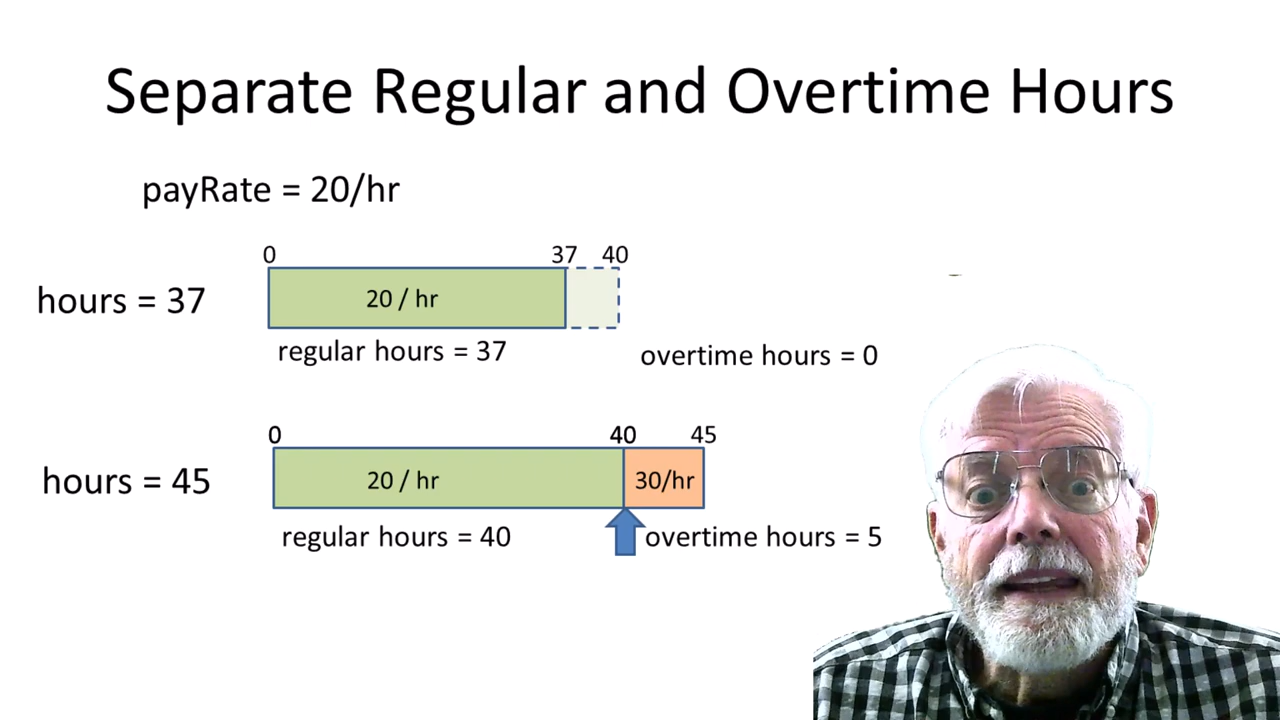 Separate Regular and Overtime Hours
payRate = 20/hr
0 37 40
hours = 37
20 / hr
regular hours = 37
overtime hours = 0
0 40 45
hours = 45
20 / hr 30/hr
regular hours = 40
overtime hours = 5